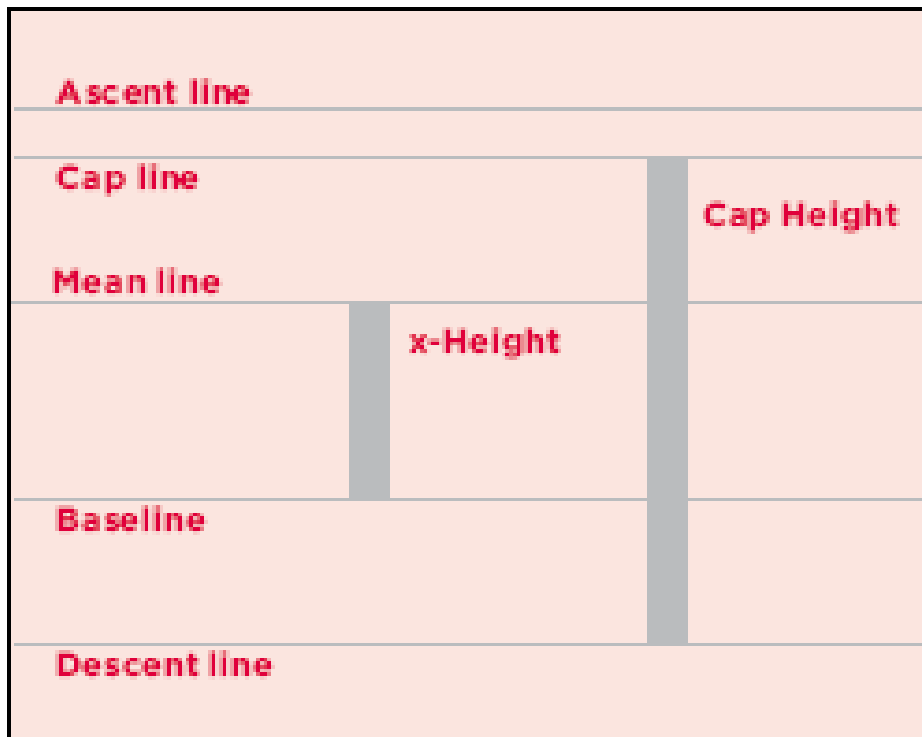 Ascent line
Cap line
Cap Height
Mean line
x-Height
Baseline
Descent line